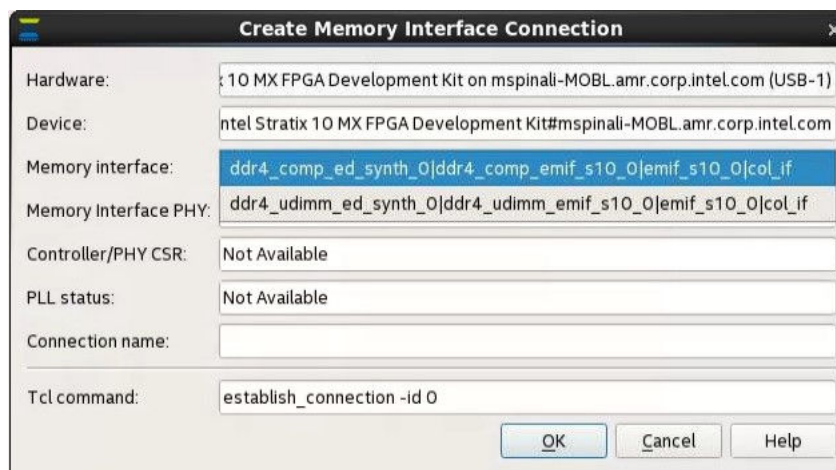 Create Memory Interface Connection
Hardware: 10 MX FPGA Development Kit on mspinali-MOBL.amr.corp.intel.com (USB-1)
Device: ntel Stratix 10 MX FPGA Development Kit#mspinali-MOBL.amr.corp.intel.com
Memory interface: ddr4_comp_ed_synth_0|ddr4_comp_emif_s10_0|emif_s10_0|col_if
Memory Interface PHY: ddr4_udimm_ed_synth_0|ddr4_udimm_emif_s10_0|emif_s10_0|col_if
Controller/PHY CSR: Not Available
PLL status: Not Available
Connection name:
Tcl command: establish_connection -id 0
OK Cancel Help